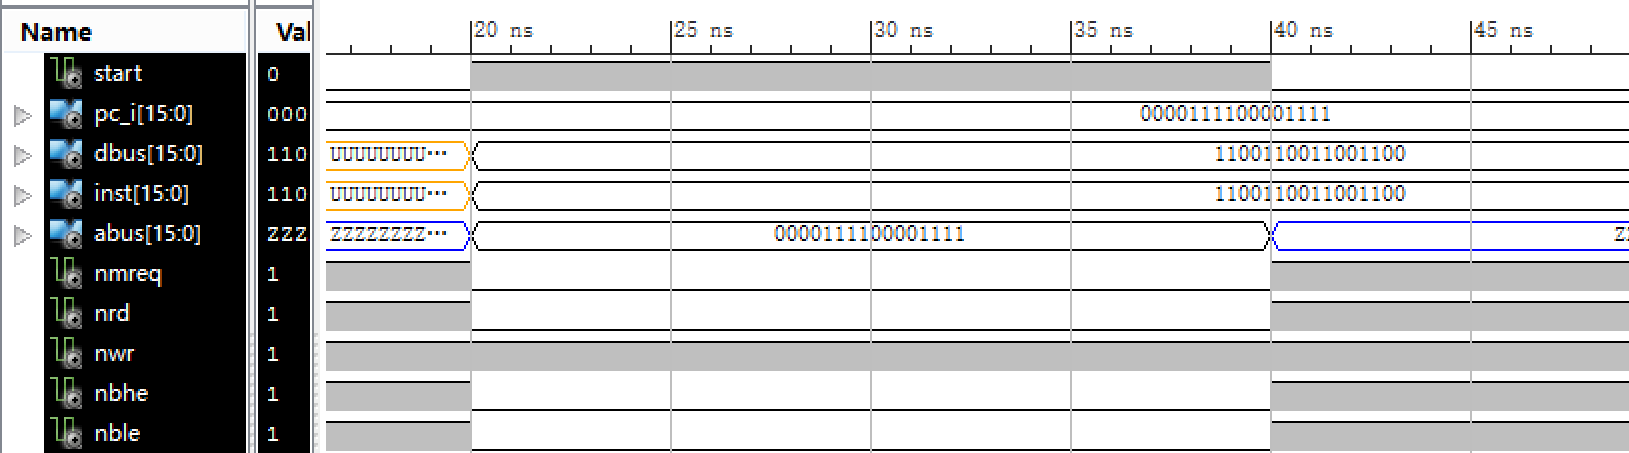 Name Val 20 ns 25 ns 30 ns 35 ns 40 ns 45 ns
start 0
pc_i[15:0] 000 0000111100001111
dbus[15:0] 110 UUUUUUUU... 1100110011001100
inst[15:0] 110 UUUUUUUU... 1100110011001100
abus[15:0] ZZZ ZZZZZZZZ... 0000111100001111 Z
nmreq 1
nrd 1
nwr 1
nbhe 1
nble 1